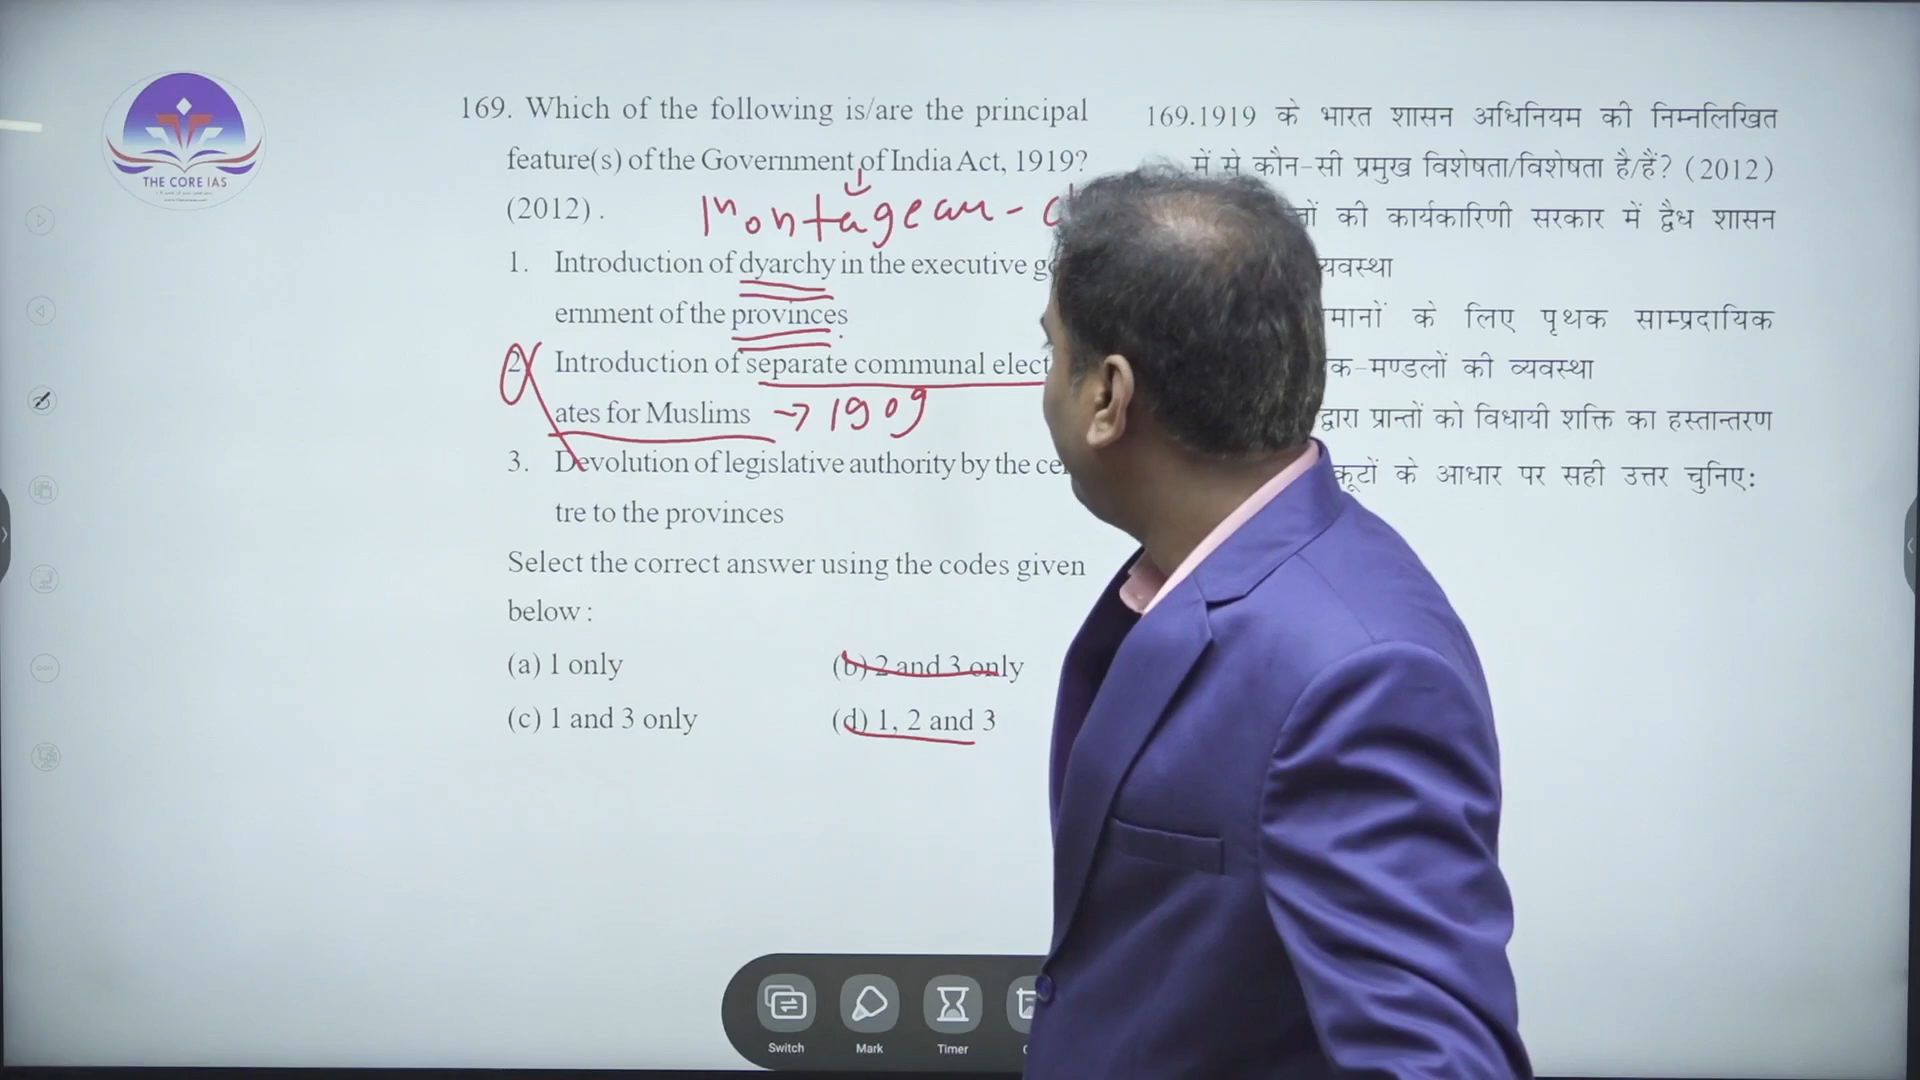 THE CORE IAS
169. Which of the following is/are the principal
feature(s) of the Government of India Act, 1919?
(2012) .
Montageau -
1. Introduction of dyarchy in the executive
ernment of the provinces
2. Introduction of separate communal elect
ates for Muslims → 1909
3. Devolution of legislative authority by the
tre to the provinces
Select the correct answer using the codes given
below :
(a) 1 only (b) 2 and 3 only
(c) 1 and 3 only (d) 1, 2 and 3
169.1919 के भारत शासन अधिनियम की निम्नलिखित
में से कौन-सी प्रमुख विशेषता/विशेषता है/हैं? (2012)
की कार्यकारिणी सरकार में द्वैध शासन
व्यवस्था
मानों के लिए पृथक साम्प्रदायिक
क-मण्डलों की व्यवस्था
द्वारा प्रान्तों को विधायी शक्ति का हस्तान्तरण
कूटों के आधार पर सही उत्तर चुनिए:
Switch Mark Timer